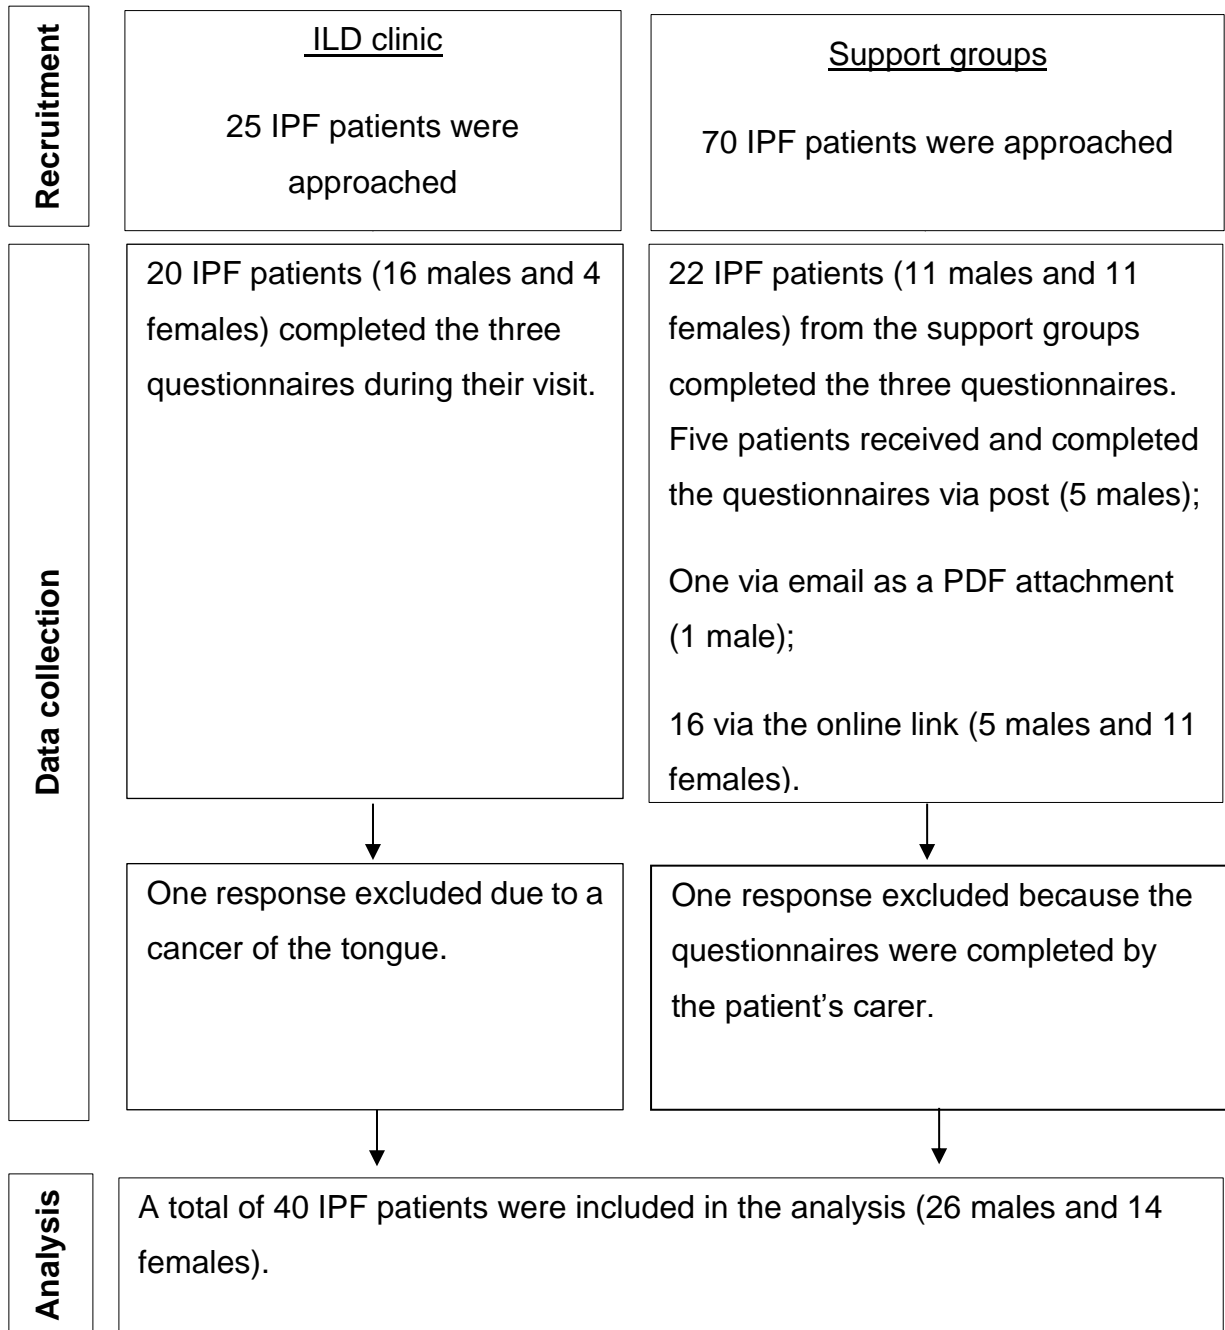 Recruitment
ILD clinic
25 IPF patients were
approached
Support groups
70 IPF patients were approached
Data collection
20 IPF patients (16 males and 4
females) completed the three
questionnaires during their visit.
22 IPF patients (11 males and 11
females) from the support groups
completed the three questionnaires.
Five patients received and completed
the questionnaires via post (5 males);
One via email as a PDF attachment
(1 male);
16 via the online link (5 males and 11
females).
One response excluded due to a
cancer of the tongue.
One response excluded because the
questionnaires were completed by
the patient’s carer.
Analysis
A total of 40 IPF patients were included in the analysis (26 males and 14
females).